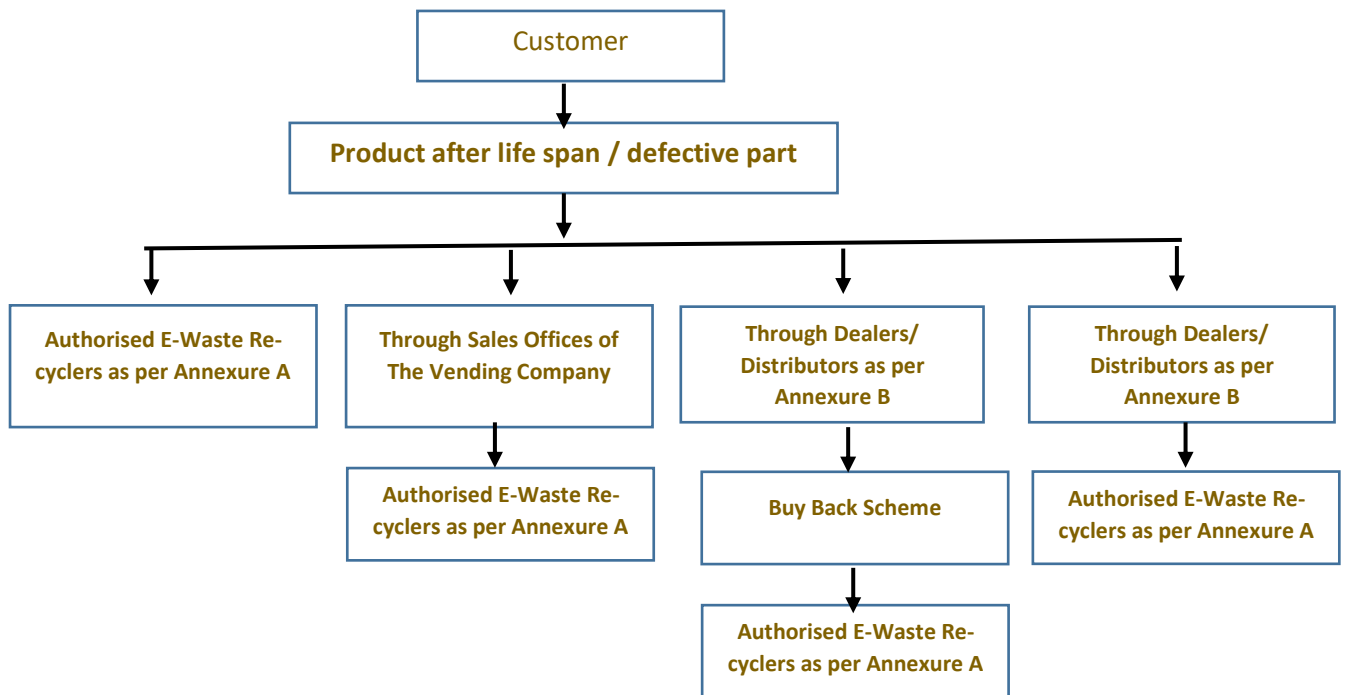 Customer
Product after life span / defective part
Authorised E-Waste Re-
cyclers as per Annexure A
Through Sales Offices of
The Vending Company
Through Dealers/
Distributors as per
Annexure B
Through Dealers/
Distributors as per
Annexure B
Authorised E-Waste Re-
cyclers as per Annexure A
Buy Back Scheme
Authorised E-Waste Re-
cyclers as per Annexure A
Authorised E-Waste Re-
cyclers as per Annexure A